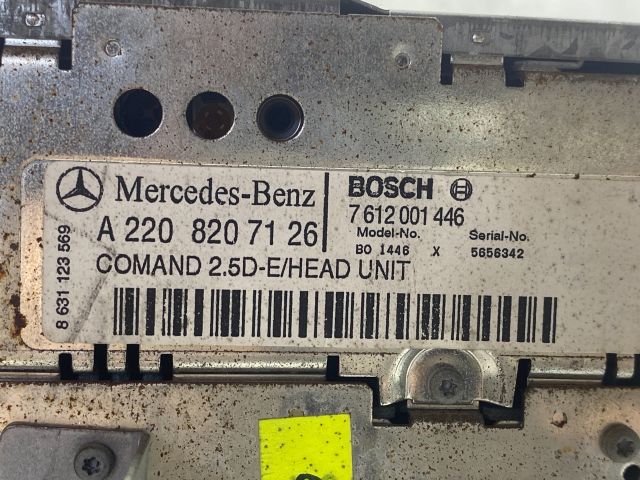 Mercedes-Benz
A 220 820 71 26
BOSCH
7 612 001 446
Model-No. Serial-No.
BO 1446 X 5656342
COMAND 2.5D-E/HEAD UNIT
8 631 123 569